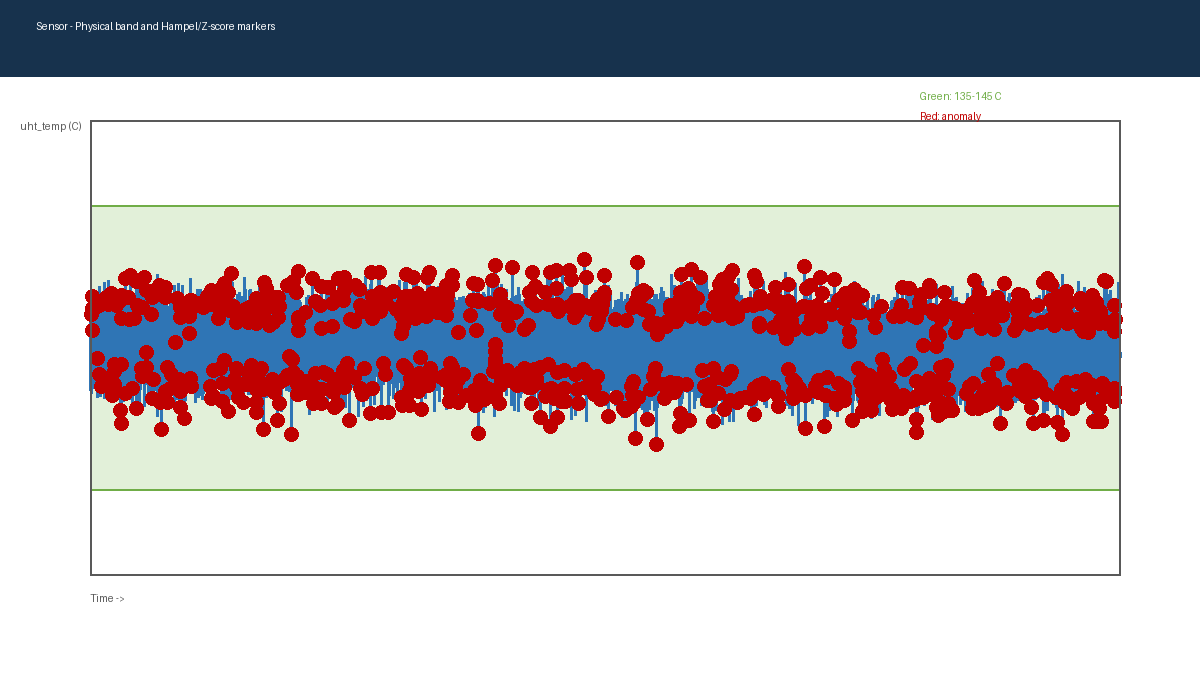 Sensor - Physical band and Hampel/Z-score markers
Green: 135-145 C
Red: anomaly
uht_temp (C)
Time ->